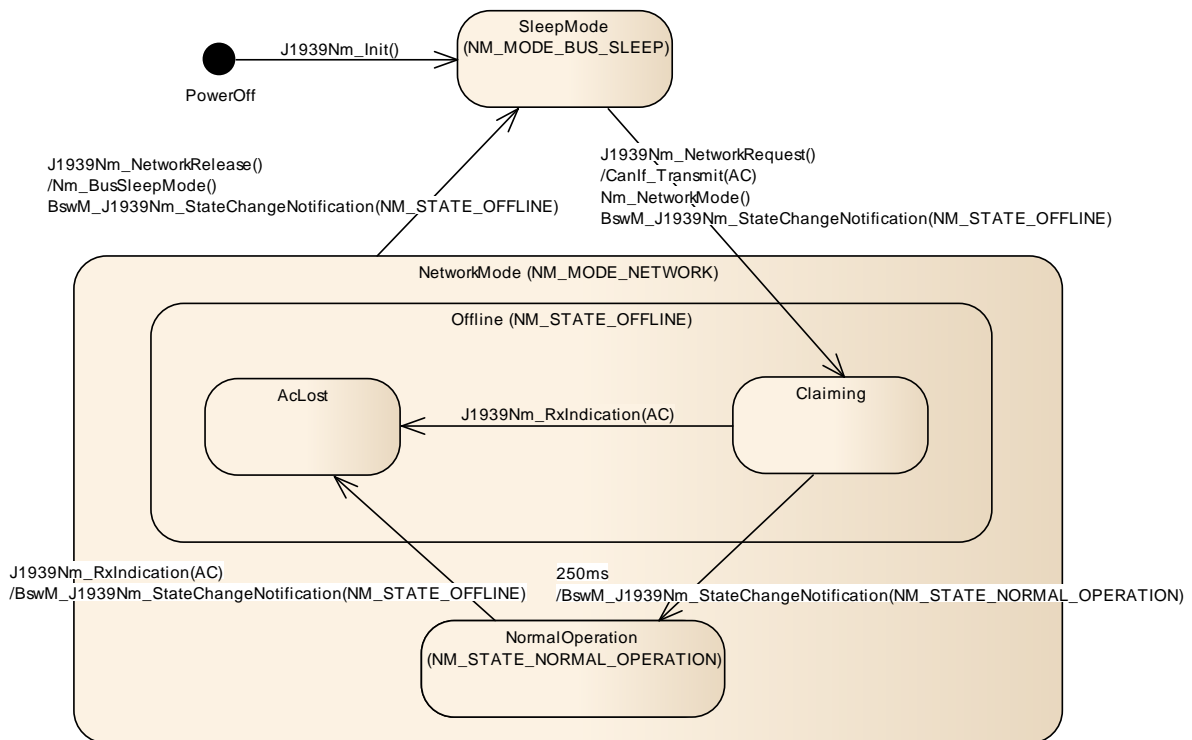 SleepMode
(NM_MODE_BUS_SLEEP)
J1939Nm_Init()
PowerOff
J1939Nm_NetworkRelease()
/Nm_BusSleepMode()
BswM_J1939Nm_StateChangeNotification(NM_STATE_OFFLINE)
J1939Nm_NetworkRequest()
/CanIf_Transmit(AC)
Nm_NetworkMode()
BswM_J1939Nm_StateChangeNotification(NM_STATE_OFFLINE)
NetworkMode (NM_MODE_NETWORK)
Offline (NM_STATE_OFFLINE)
AcLost
J1939Nm_RxIndication(AC)
Claiming
J1939Nm_RxIndication(AC)
/BswM_J1939Nm_StateChangeNotification(NM_STATE_OFFLINE)
250ms
/BswM_J1939Nm_StateChangeNotification(NM_STATE_NORMAL_OPERATION)
NormalOperation
(NM_STATE_NORMAL_OPERATION)